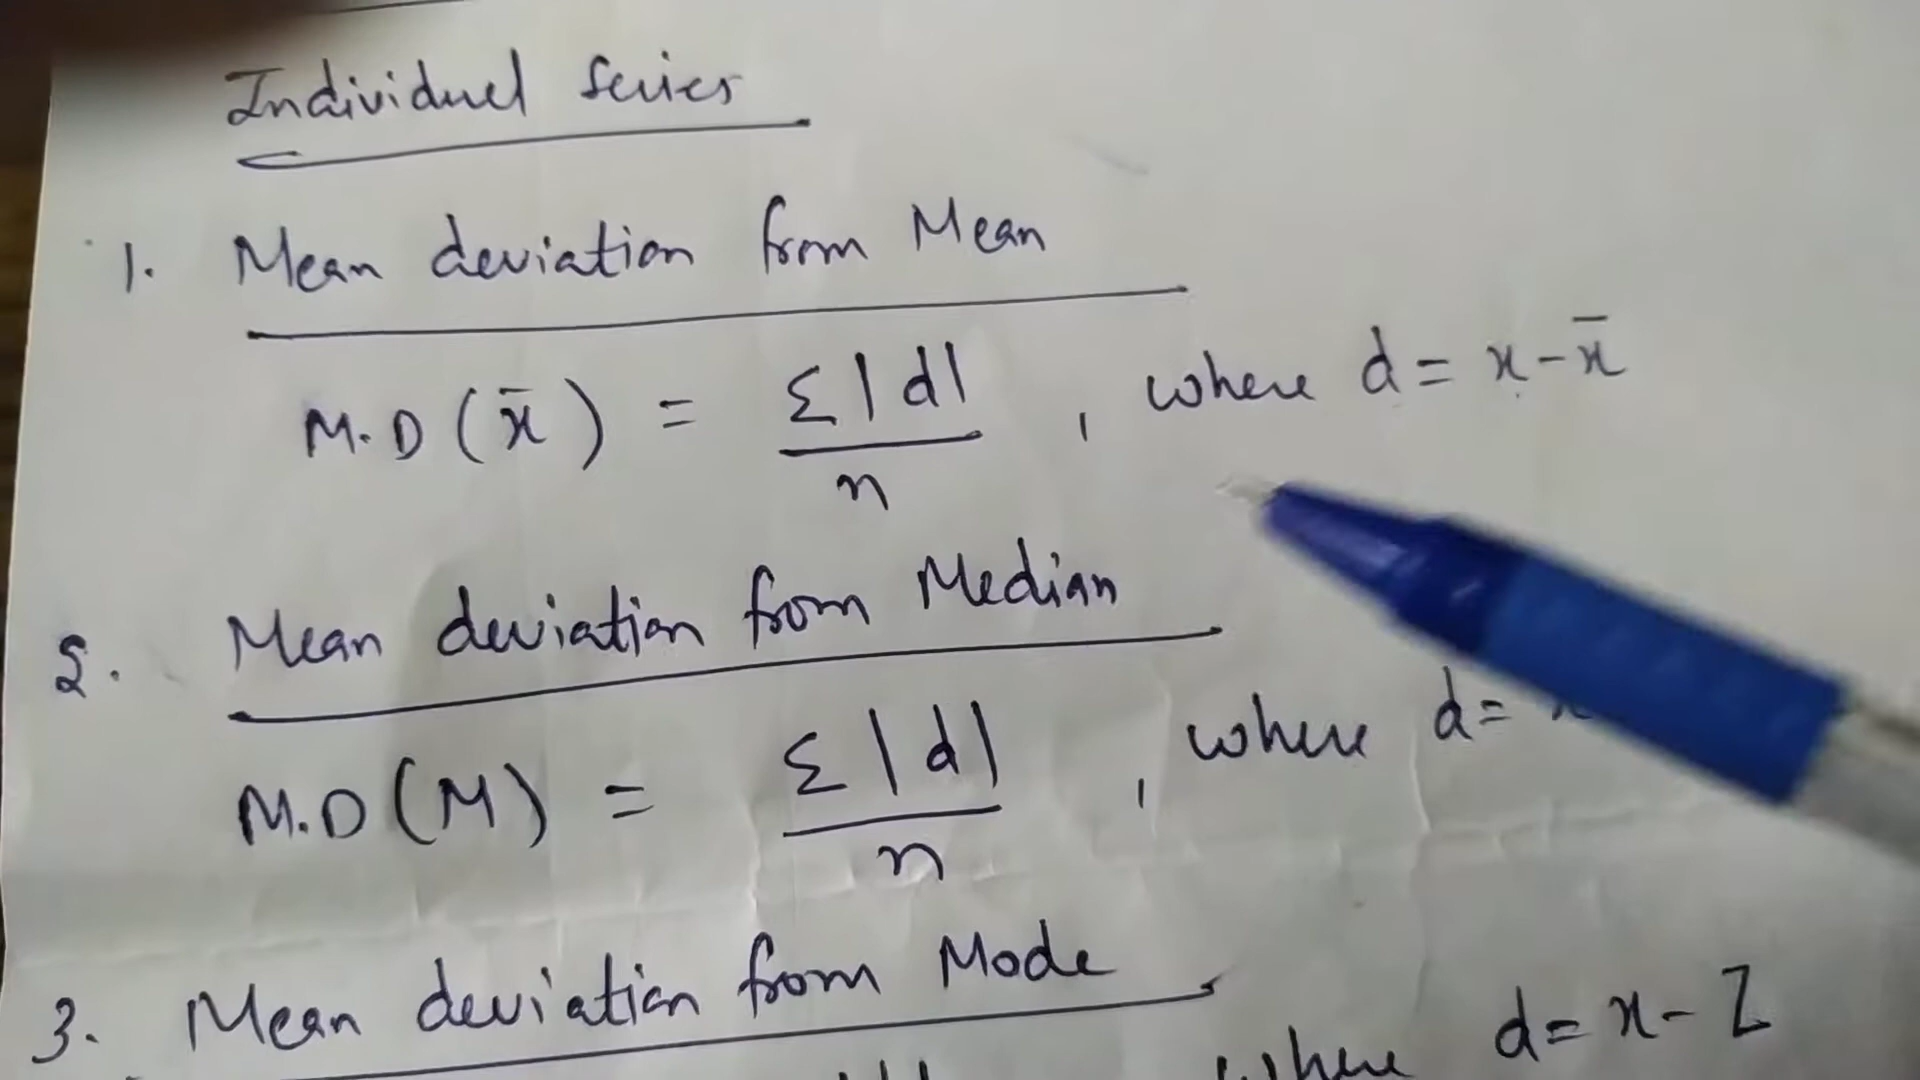 Individual Series
1. Mean deviation from Mean
M.D (x̄) = Σ|d| / n , where d = x - x̄
2. Mean deviation from Median
M.D (M) = Σ|d| / n , where d =
3. Mean deviation from Mode
where d = x - Z